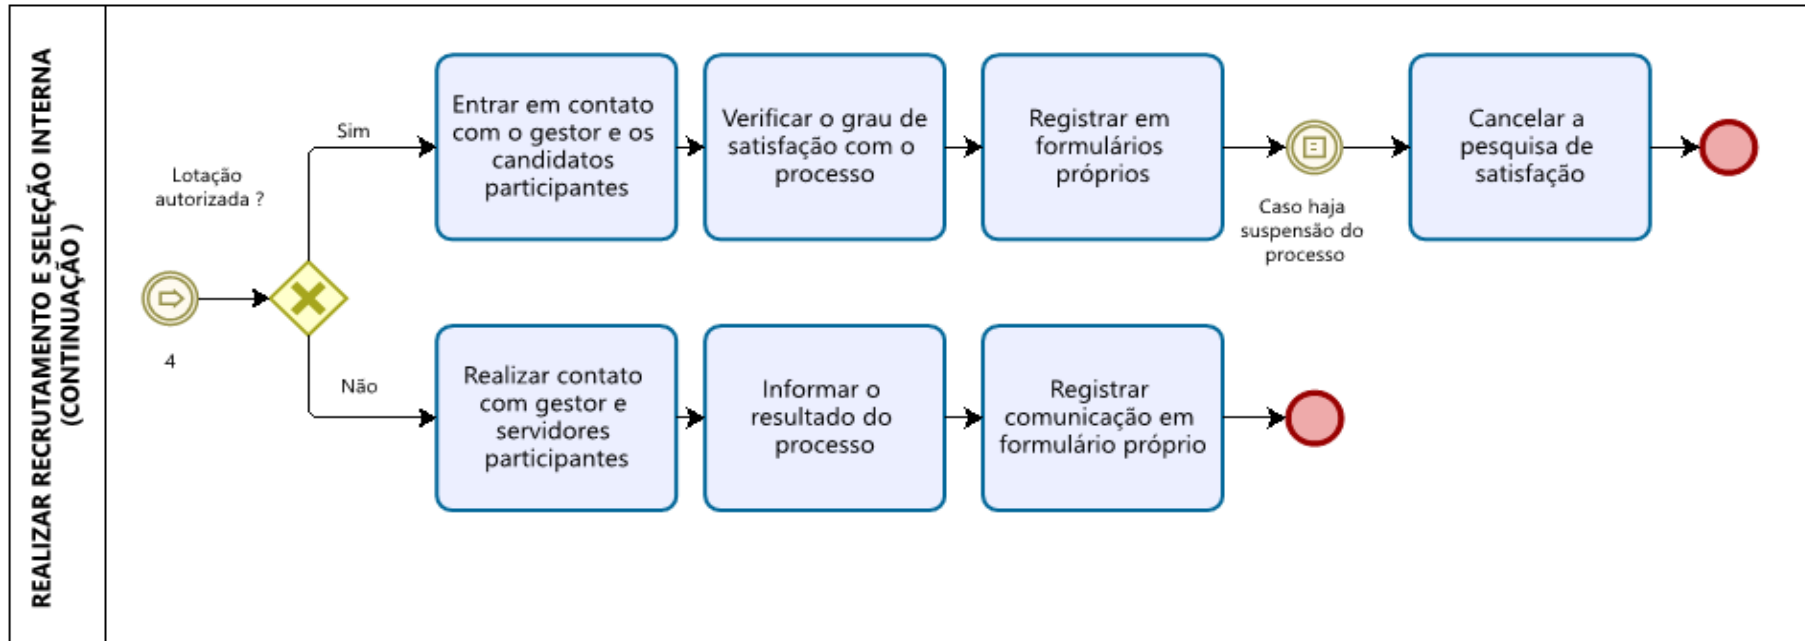 REALIZAR RECRUTAMENTO E SELEÇÃO INTERNA
(CONTINUAÇÃO )
Lotação
autorizada ?
4
Sim
Entrar em contato
com o gestor e os
candidatos
participantes
Verificar o grau de
satisfação com o
processo
Registrar em
formulários
próprios
Caso haja
suspensão do
processo
Cancelar a
pesquisa de
satisfação
Não
Realizar contato
com gestor e
servidores
participantes
Informar o
resultado do
processo
Registrar
comunicação em
formulário próprio